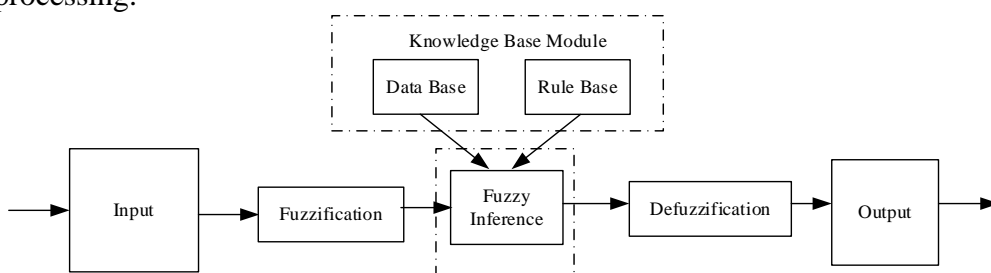 processing.
Knowledge Base Module
Data Base
Rule Base
Input
Fuzzification
Fuzzy
Inference
Defuzzification
Output